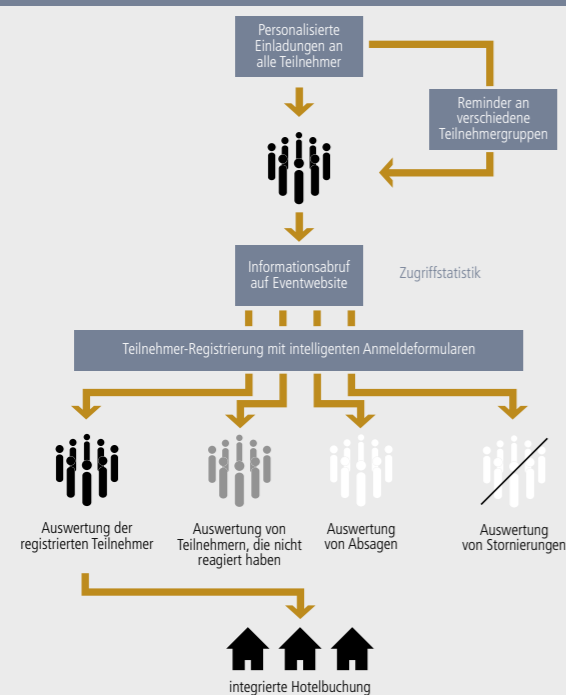 Personalisierte
Einladungen an
alle Teilnehmer
Reminder an
verschiedene
Teilnehmergruppen
Informationsabruf
auf Eventwebsite
Zugriffstatistik
Teilnehmer-Registrierung mit intelligenten Anmeldeformularen
Auswertung der
registrierten Teilnehmer
Auswertung von
Teilnehmern, die nicht
reagiert haben
Auswertung
von Absagen
Auswertung
von Stornierungen
integrierte Hotelbuchung